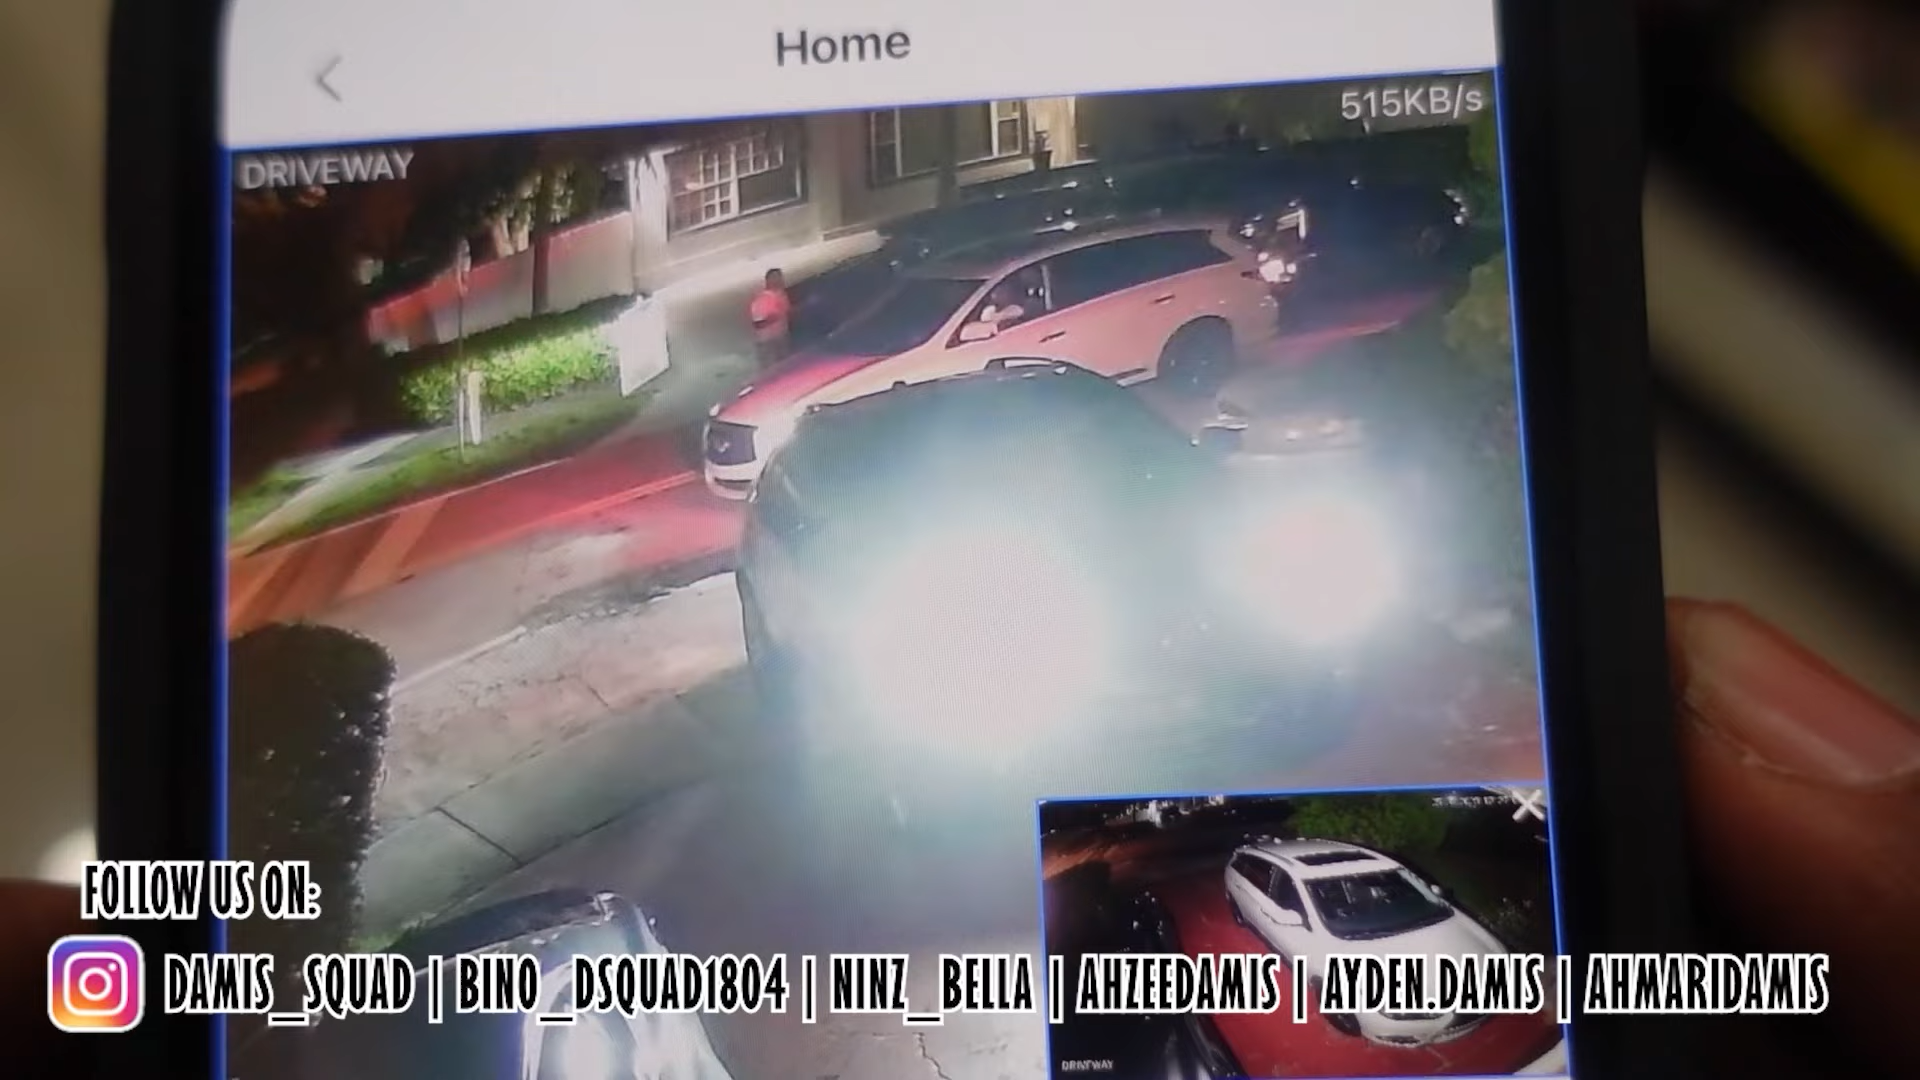 Home
515KB/s
DRIVEWAY
DRIVEWAY
FOLLOW US ON:
DAMIS_SQUAD | BINO_DSQUAD1804 | NINZ_BELLA | AHZEEDAMIS | AYDEN.DAMIS | AHMARIDAMIS